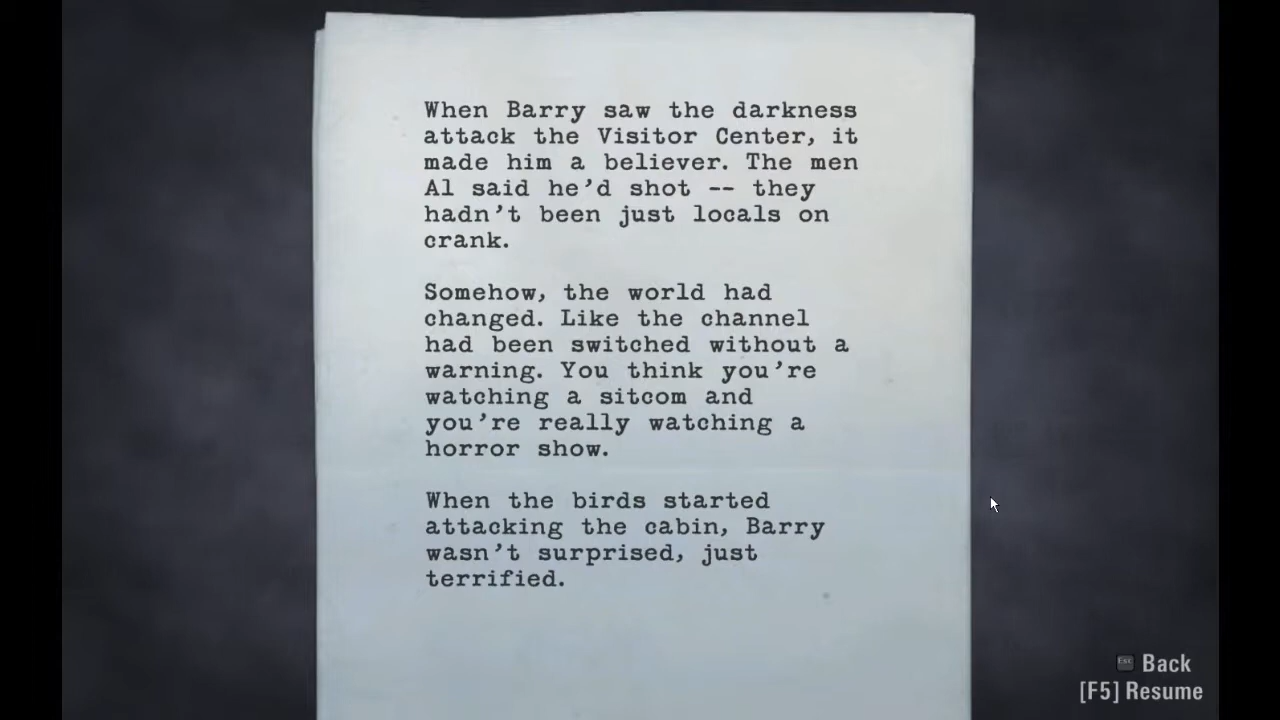 When Barry saw the darkness
attack the Visitor Center, it
made him a believer. The men
Al said he’d shot -- they
hadn’t been just locals on
crank.
Somehow, the world had
changed. Like the channel
had been switched without a
warning. You think you’re
watching a sitcom and
you’re really watching a
horror show.
When the birds started
attacking the cabin, Barry
wasn’t surprised, just
terrified.
Esc Back
[F5] Resume